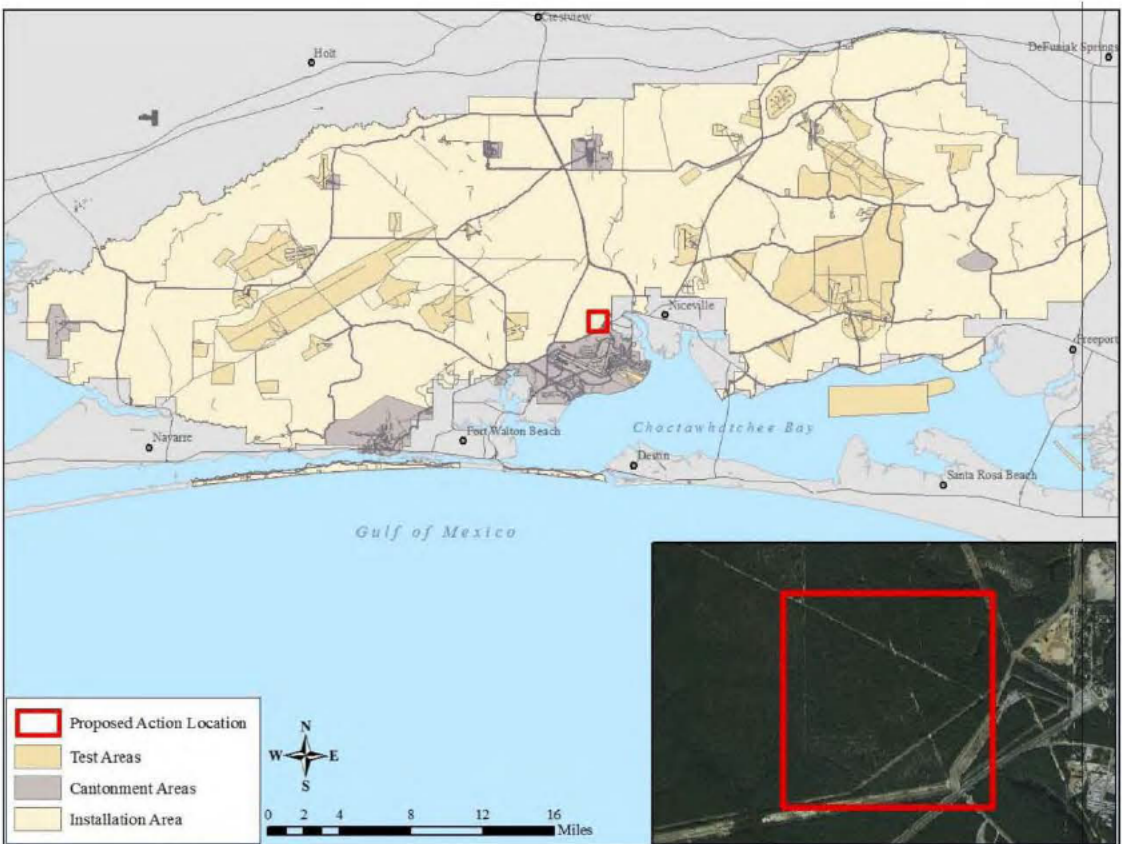 Crestview
Holt
DeFuniak Springs
Niceville
Freeport
Navarre
Fort Walton Beach
Choctawhatchee Bay
Destin
Santa Rosa Beach
Gulf of Mexico
Proposed Action Location
Test Areas
Cantonment Areas
Installation Area
N
W E
S
0 2 4 8 12 16
Miles